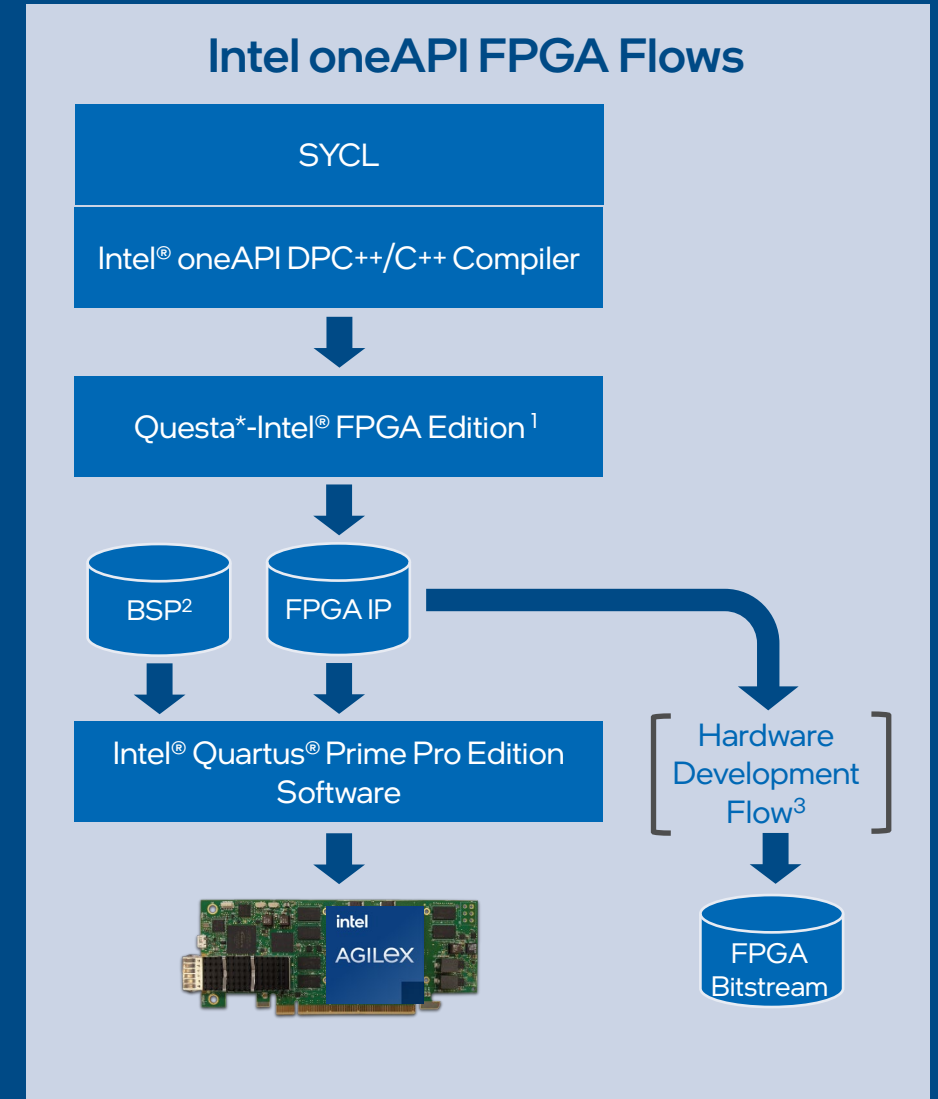 Intel oneAPI FPGA Flows
SYCL
Intel® oneAPI DPC++/C++ Compiler
Questa*-Intel® FPGA Edition ¹
BSP²
FPGA IP
Intel® Quartus® Prime Pro Edition
Software
Hardware
Development
Flow³
intel
AGILEX
FPGA
Bitstream